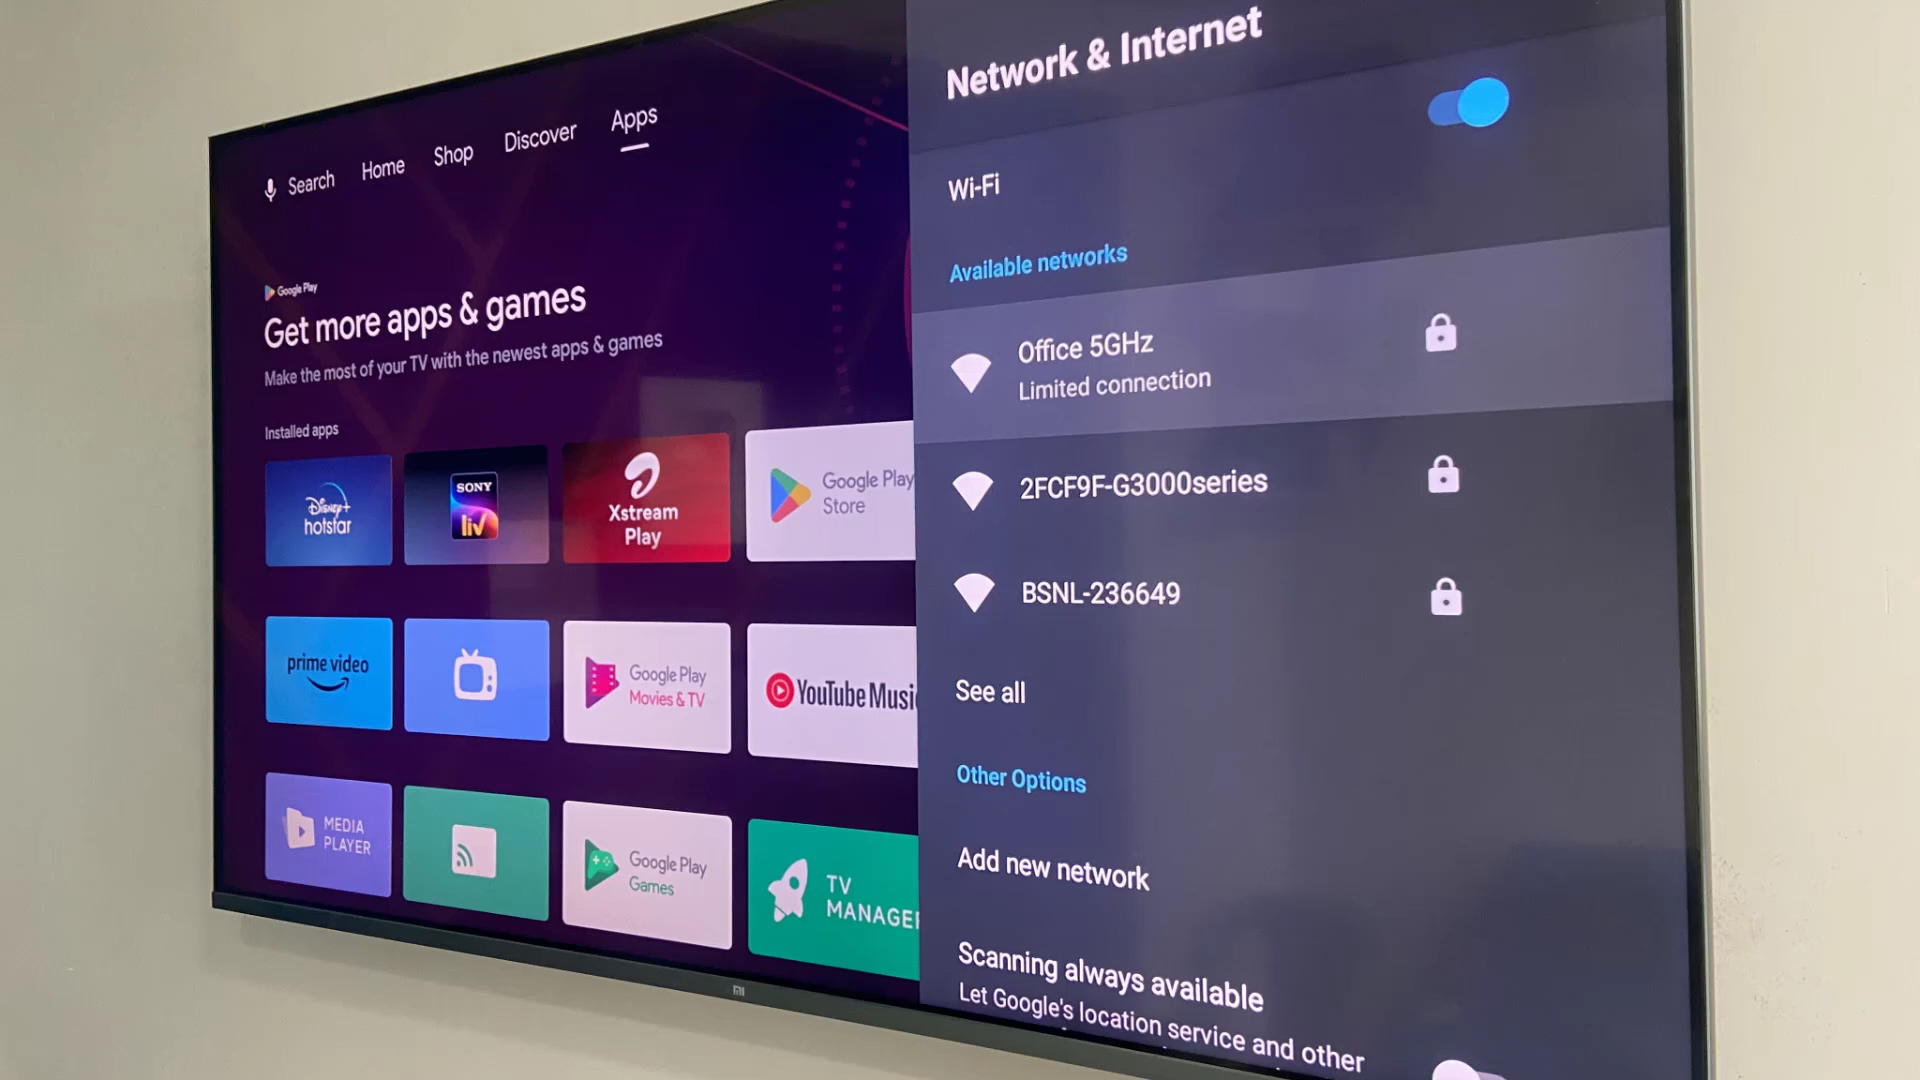 Search Home Shop Discover Apps
Google Play
Get more apps & games
Make the most of your TV with the newest apps & games
Installed apps
Disney+
hotstar
SONY
liv
Xstream
Play
Google Play
Store
prime video
Google Play
Movies & TV
YouTube Musi
MEDIA
PLAYER
Google Play
Games
TV
MANAGER
mi
Network & Internet
Wi-Fi
Available networks
Office 5GHz
Limited connection
2FCF9F-G3000series
BSNL-236649
See all
Other Options
Add new network
Scanning always available
Let Google's location service and other